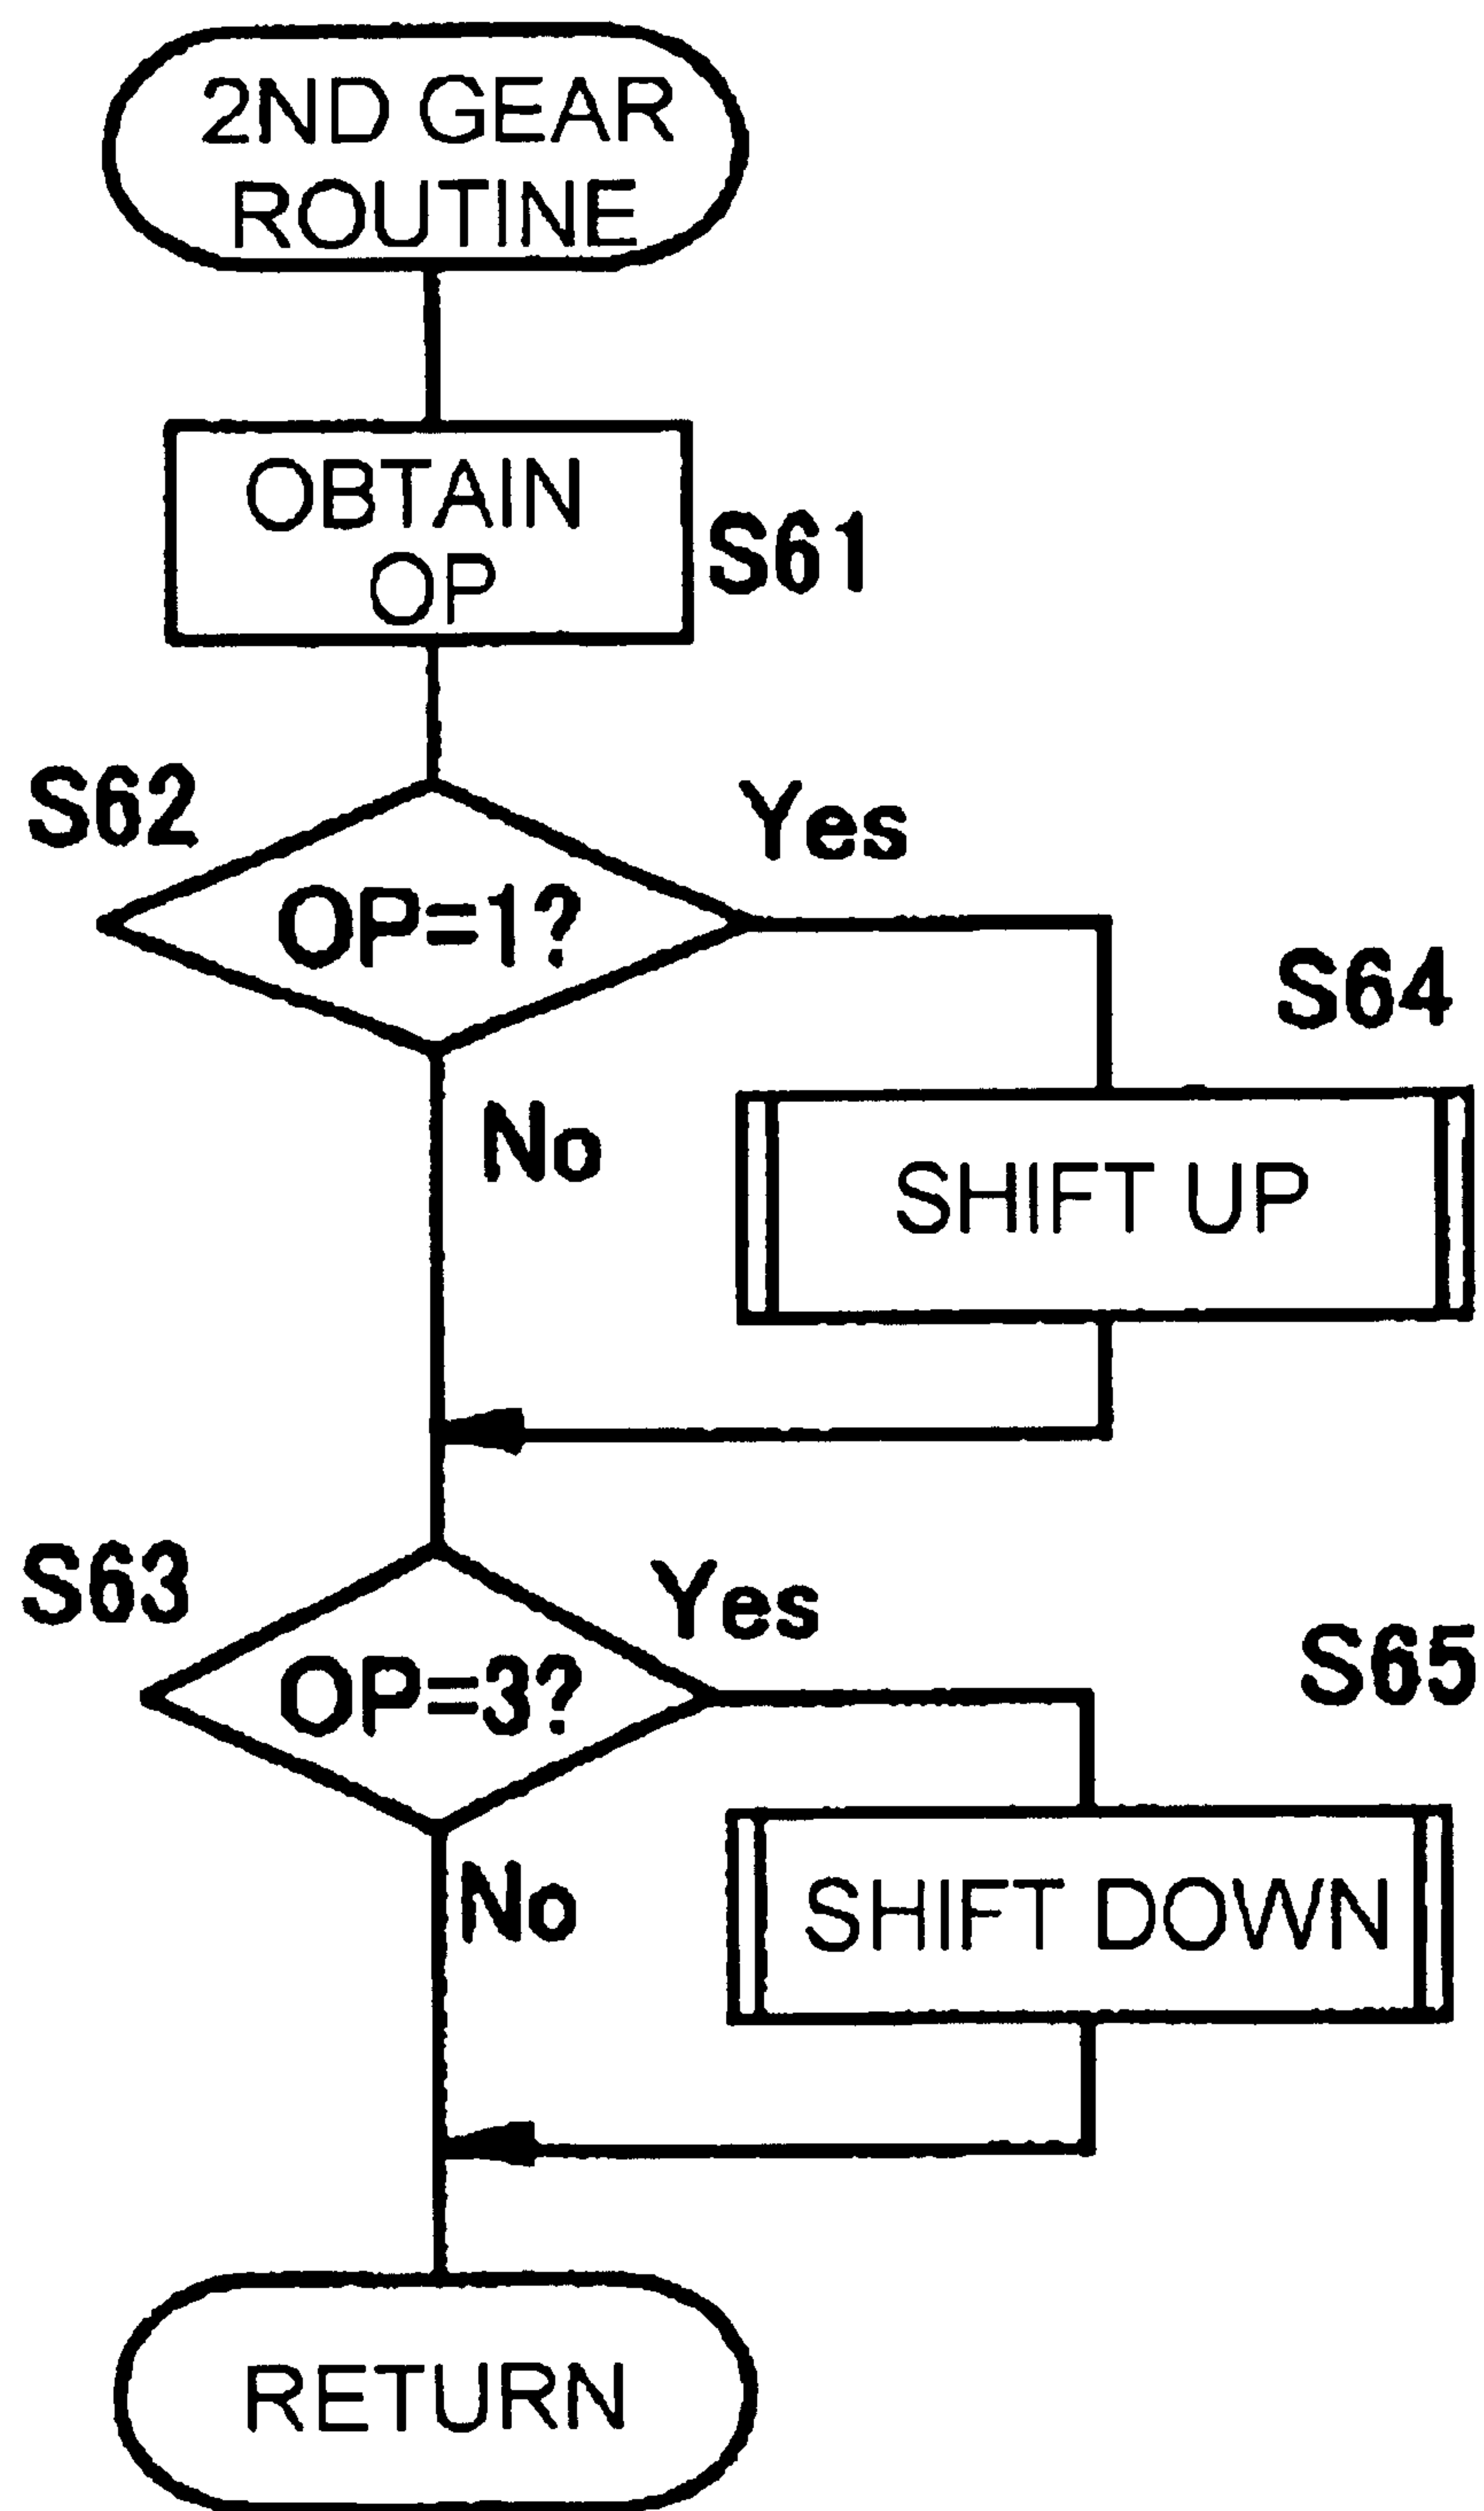 2ND GEAR
ROUTINE
OBTAIN
OP
S61
S62
OP=1?
Yes
No
S64
SHIFT UP
S63
OP=3?
Yes
No
S65
SHIFT DOWN
RETURN